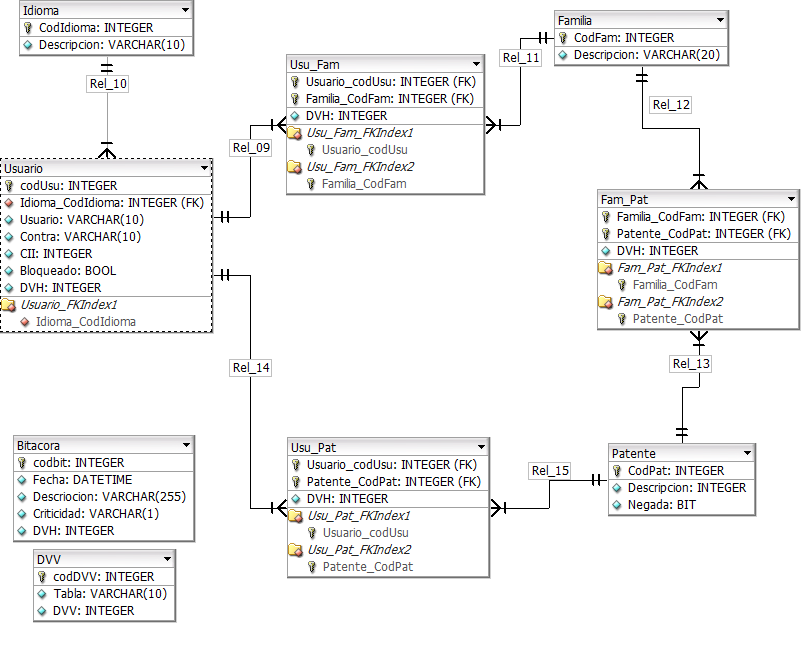 Idioma
CodIdioma: INTEGER
Descripcion: VARCHAR(10)
Rel_10
Usuario
codUsu: INTEGER
Idioma_CodIdioma: INTEGER (FK)
Usuario: VARCHAR(10)
Contra: VARCHAR(10)
CII: INTEGER
Bloqueado: BOOL
DVH: INTEGER
Usuario_FKIndex1
Idioma_CodIdioma
Rel_09
Usu_Fam
Usuario_codUsu: INTEGER (FK)
Familia_CodFam: INTEGER (FK)
DVH: INTEGER
Usu_Fam_FKIndex1
Usuario_codUsu
Usu_Fam_FKIndex2
Familia_CodFam
Rel_11
Familia
CodFam: INTEGER
Descripcion: VARCHAR(20)
Rel_12
Fam_Pat
Familia_CodFam: INTEGER (FK)
Patente_CodPat: INTEGER (FK)
DVH: INTEGER
Fam_Pat_FKIndex1
Familia_CodFam
Fam_Pat_FKIndex2
Patente_CodPat
Rel_13
Rel_14
Usu_Pat
Usuario_codUsu: INTEGER (FK)
Patente_CodPat: INTEGER (FK)
DVH: INTEGER
Usu_Pat_FKIndex1
Usuario_codUsu
Usu_Pat_FKIndex2
Patente_CodPat
Rel_15
Patente
CodPat: INTEGER
Descripcion: INTEGER
Negada: BIT
Bitacora
codbit: INTEGER
Fecha: DATETIME
Descriocion: VARCHAR(255)
Criticidad: VARCHAR(1)
DVH: INTEGER
DVV
codDVV: INTEGER
Tabla: VARCHAR(10)
DVV: INTEGER